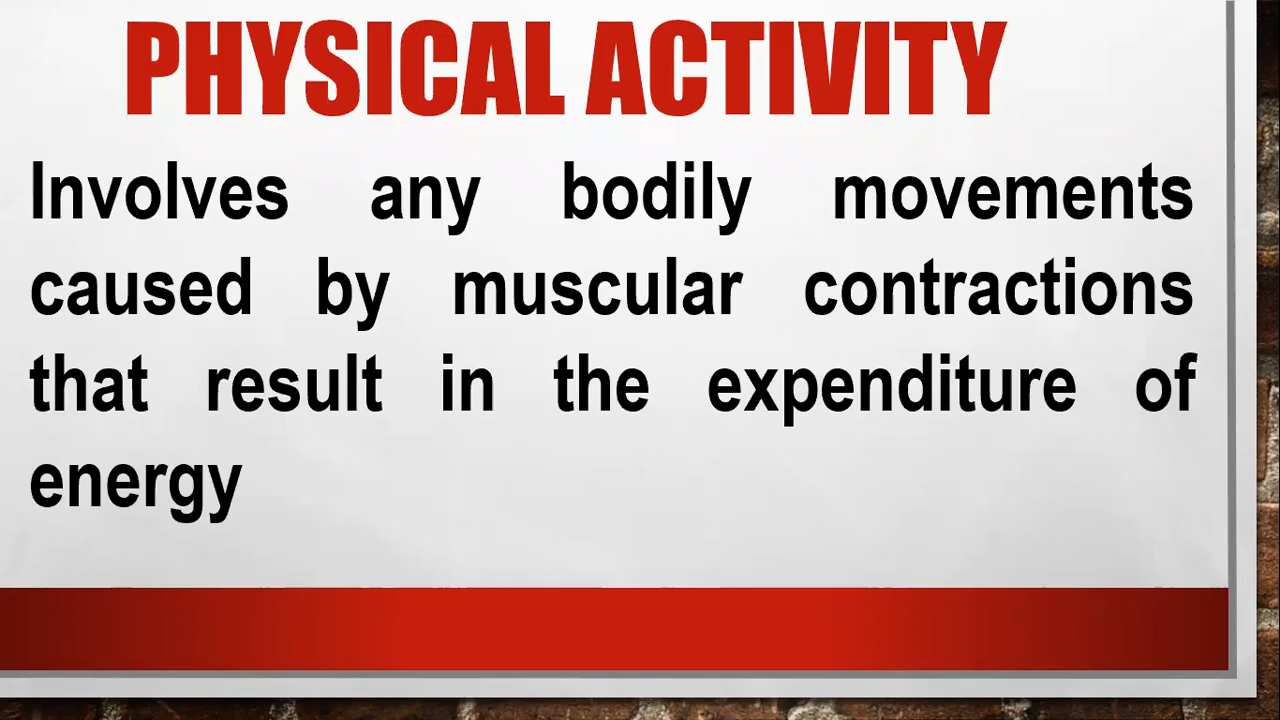 PHYSICAL ACTIVITY
Involves any bodily movements
caused by muscular contractions
that result in the expenditure of
energy